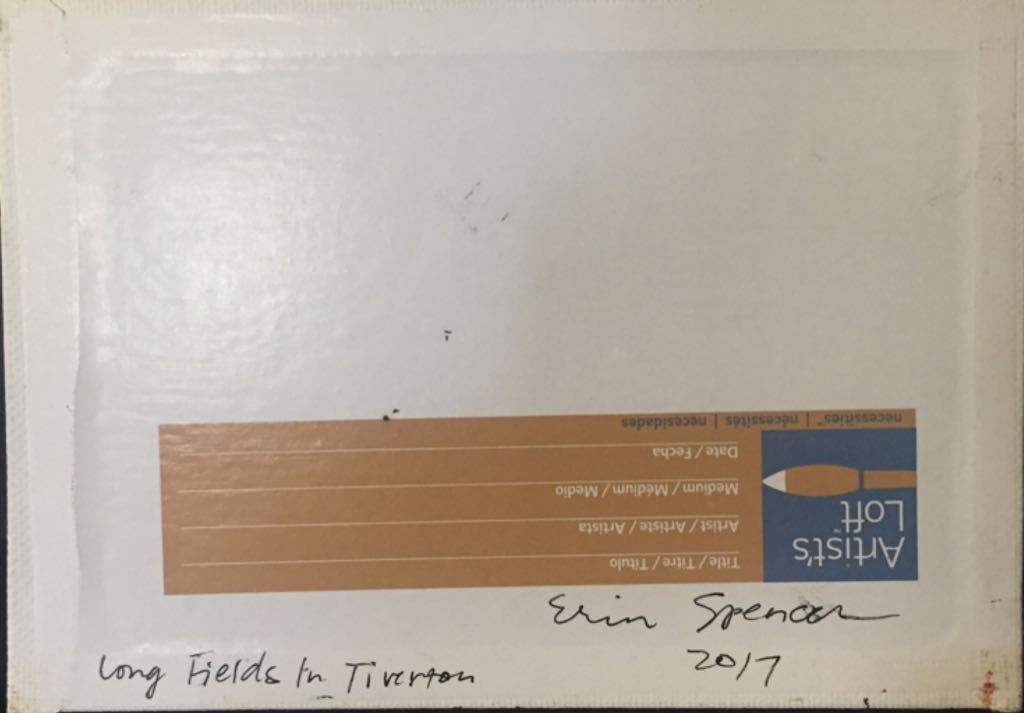 necessities™ | nécessités | necesidades
Date / Fecha
Medium / Médium / Medio
Artist / Artiste / Artista
Title / Titre / Título
Artist's
Loft™
Erin Spencer
2017
Long Fields In Tiverton